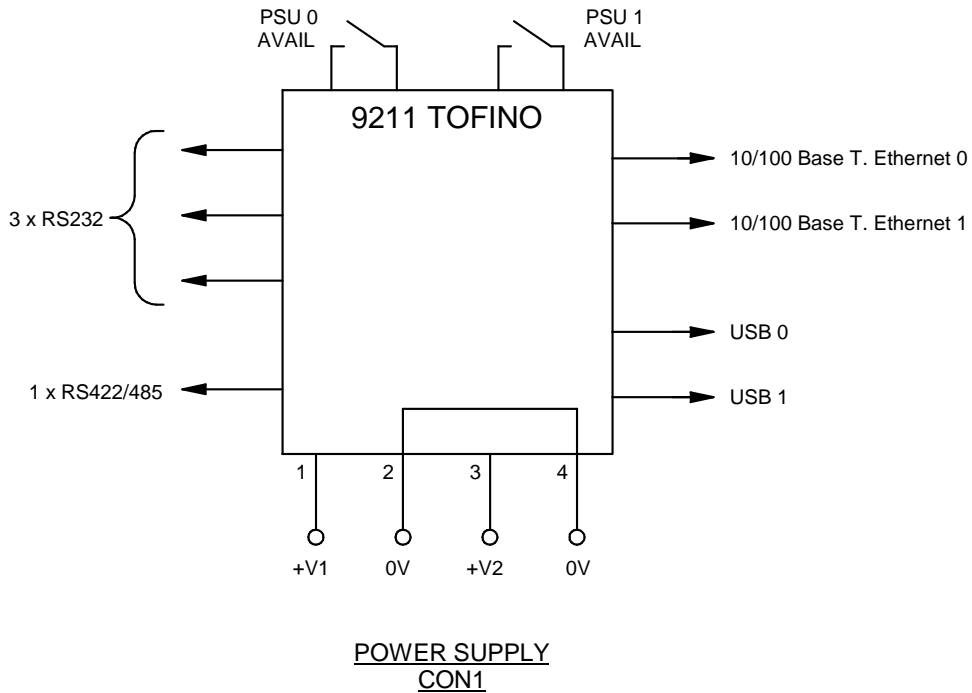 PSU 0
AVAIL
PSU 1
AVAIL
9211 TOFINO
3 x RS232
1 x RS422/485
10/100 Base T. Ethernet 0
10/100 Base T. Ethernet 1
USB 0
USB 1
1 2 3 4
+V1 0V +V2 0V
POWER SUPPLY
CON1